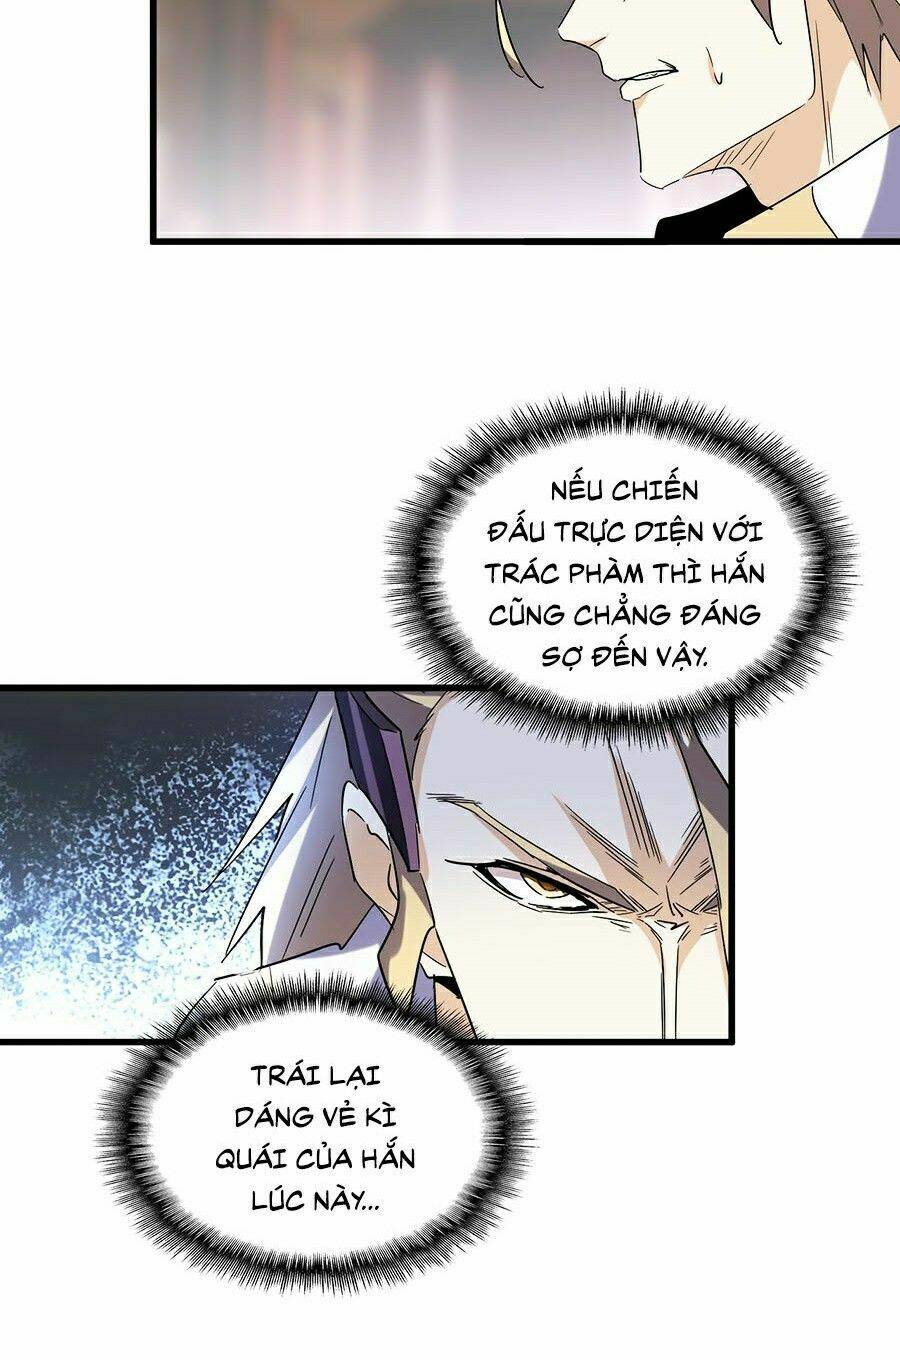 NẾU CHIẾN
ĐẤU TRỰC DIỆN VỚI
TRÁC PHÀM THÌ HẮN
CŨNG CHẲNG ĐÁNG
SỢ ĐẾN VẬY.
TRÁI LẠI
DÁNG VẺ KÌ
QUÁI CỦA HẮN
LÚC NÀY...